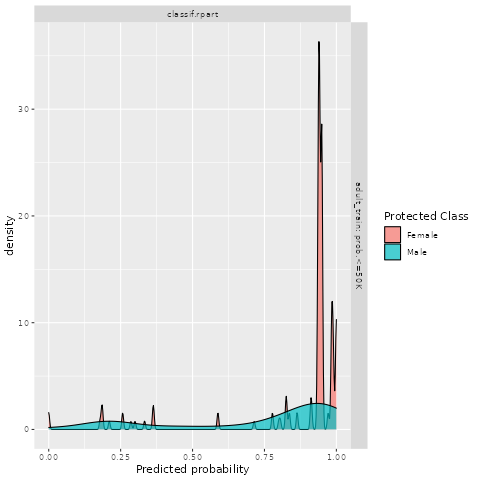 classif.rpart
density
30
20
10
0
0.00
0.25
0.50
0.75
1.00
Predicted probability
adult_train: prob.<=50K
Protected Class
Female
Male